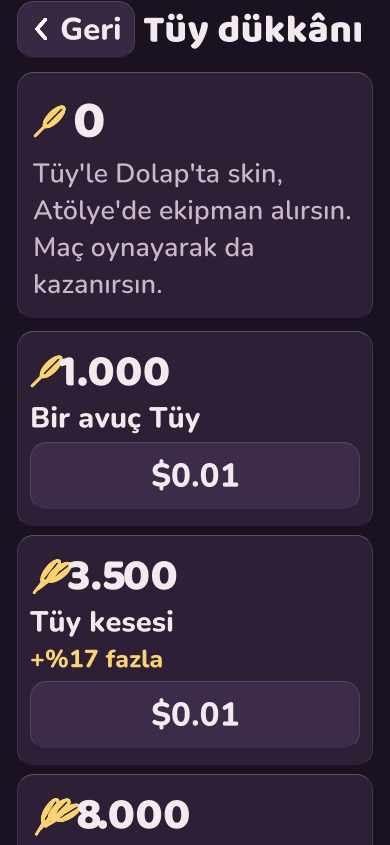 Geri Tüy dükkânı
0
Tüy'le Dolap'ta skin,
Atölye'de ekipman alırsın.
Maç oynayarak da
kazanırsın.
1.000
Bir avuç Tüy
$0.01
3.500
Tüy kesesi
+%17 fazla
$0.01
8.000